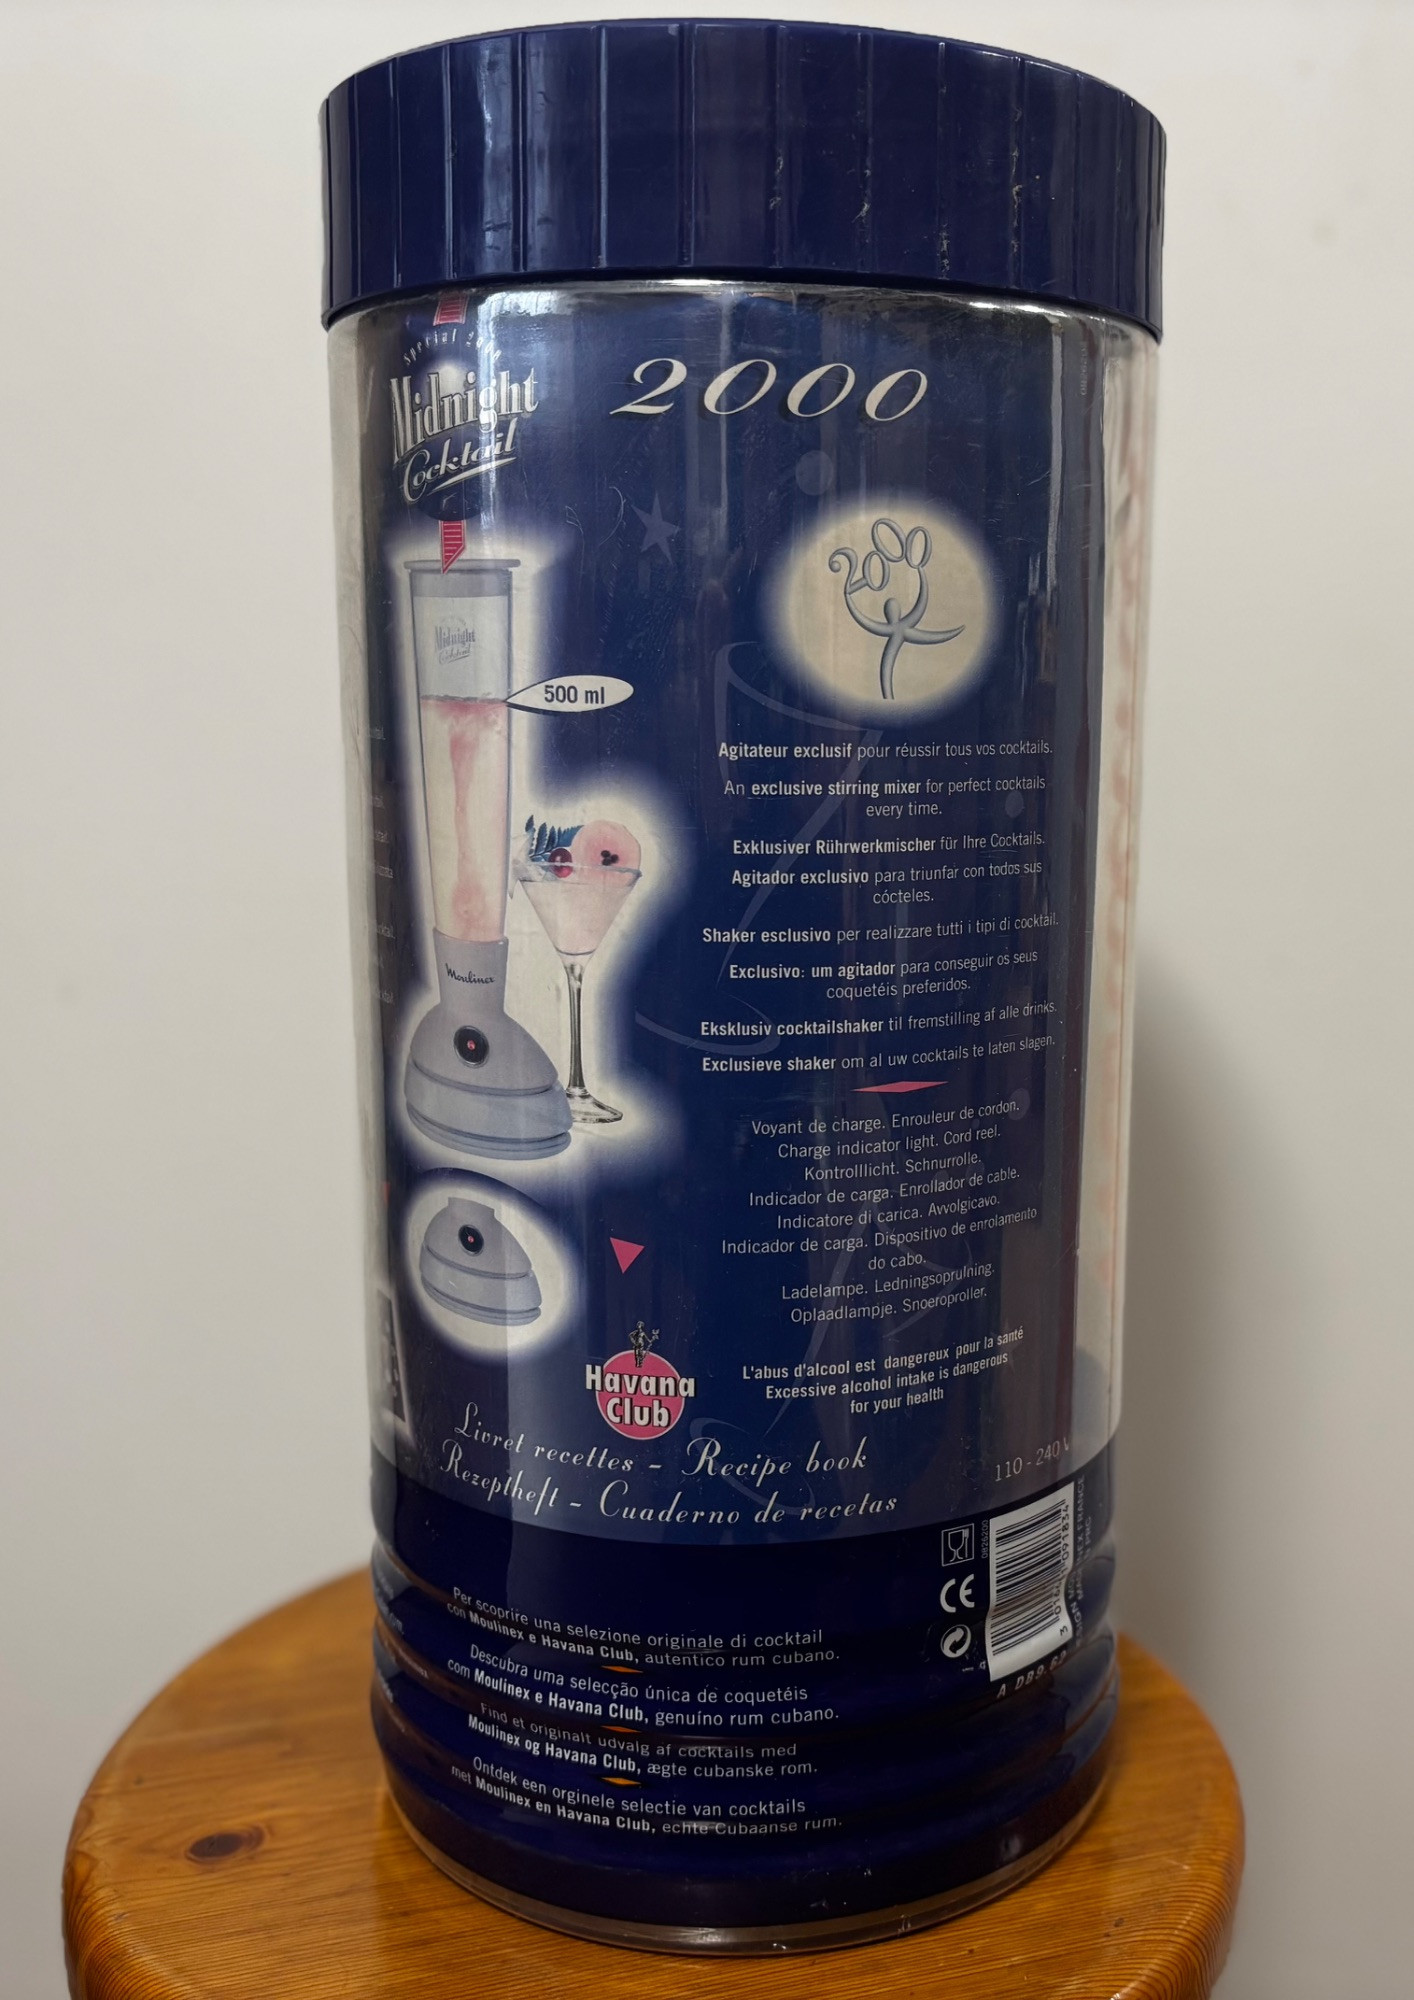 Special 2000
Midnight
Cocktail
2000
2000
Midnight
Cocktail
500 ml
Moulinex
Agitateur exclusif pour réussir tous vos cocktails.
An exclusive stirring mixer for perfect cocktails
every time.
Exklusiver Rührwerkmischer für Ihre Cocktails.
Agitador exclusivo para triunfar con todos sus
cócteles.
Shaker esclusivo per realizzare tutti i tipi di cocktail.
Exclusivo: um agitador para conseguir os seus
coquetéis preferidos.
Eksklusiv cocktailshaker til fremstilling af alle drinks.
Exclusieve shaker om al uw cocktails te laten slagen.
Voyant de charge. Enrouleur de cordon.
Charge indicator light. Cord reel.
Kontrolllicht. Schnurrolle.
Indicador de carga. Enrollador de cable.
Indicatore di carica. Avvolgicavo.
Indicador de carga. Dispositivo de enrolamento
do cabo.
Ladelampe. Ledningsoprulning.
Oplaadlampje. Snoeroproller.
Havana
Club
L'abus d'alcool est dangereux pour la santé
Excessive alcohol intake is dangerous
for your health
Livret recettes - Recipe book
Rezeptheft - Cuaderno de recetas
110 - 240 V
0826200
Per scoprire una selezione originale di cocktail
con Moulinex e Havana Club, autentico rum cubano.
Descubra uma selecção única de coquetéis
com Moulinex e Havana Club, genuíno rum cubano.
Find et originalt udvalg af cocktails med
Moulinex og Havana Club, ægte cubanske rom.
Ontdek een orginele selectie van cocktails
met Moulinex en Havana Club, echte Cubaanse rum.
CE
A DB9.62